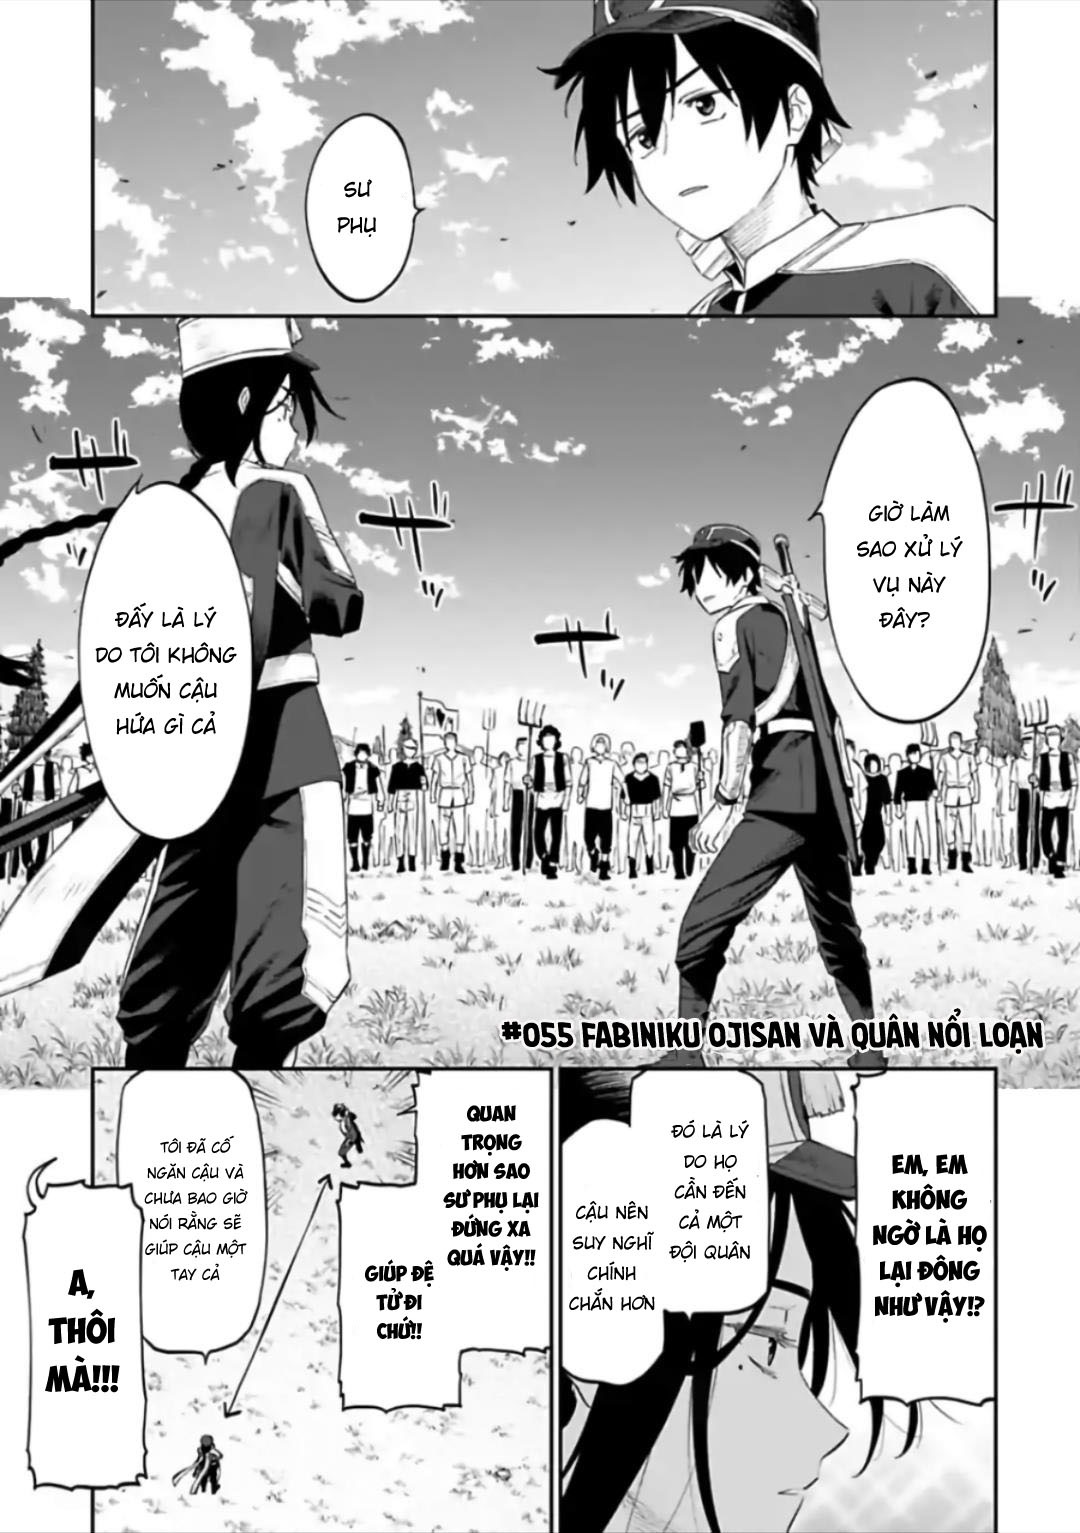 SƯ
PHỤ
GIỜ LÀM
SAO XỬ LÝ
VỤ NÀY
ĐÂY?
ĐẤY LÀ LÝ
DO TÔI KHÔNG
MUỐN CẬU
HỨA GÌ CẢ
#055 FABINIKU OJISAN VÀ QUÂN NỔI LOẠN
EM, EM
KHÔNG
NGỜ LÀ HỌ
LẠI ĐÔNG
NHƯ VẬY!?
ĐÓ LÀ LÝ
DO HỌ
CẦN ĐẾN
CẢ MỘT
ĐỘI QUÂN
CẬU NÊN
SUY NGHĨ
CHÍNH
CHẮN HƠN
QUAN
TRỌNG
HƠN SAO
SƯ PHỤ LẠI
ĐỨNG XA
QUÁ VẬY!!
GIÚP ĐỆ
TỬ ĐI
CHỨ!!
TÔI ĐÃ CỐ
NGĂN CẬU VÀ
CHƯA BAO GIỜ
NÓI RẰNG SẼ
GIÚP CẬU MỘT
TAY CẢ
A,
THÔI
MÀ!!!